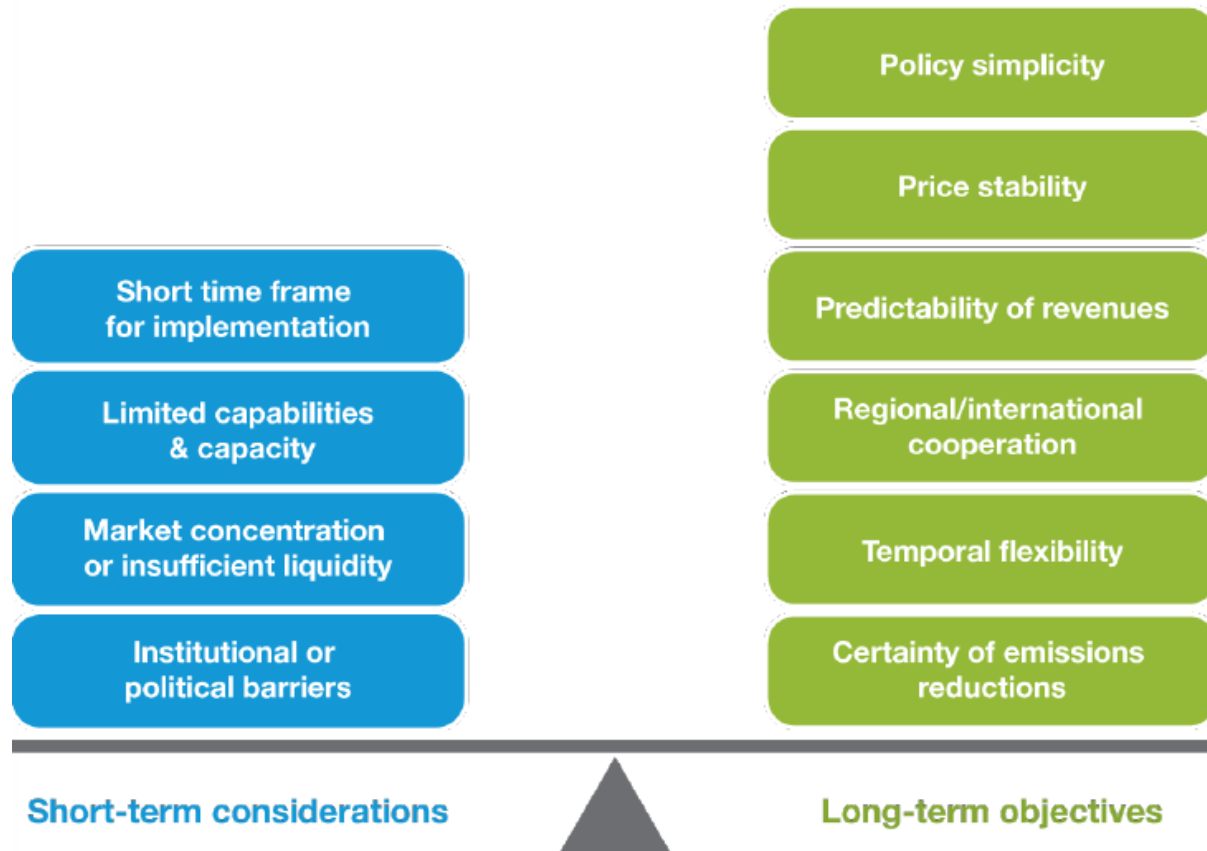 Short time frame
for implementation
Limited capabilities
& capacity
Market concentration
or insufficient liquidity
Institutional or
political barriers
Short-term considerations
Policy simplicity
Price stability
Predictability of revenues
Regional/international
cooperation
Temporal flexibility
Certainty of emissions
reductions
Long-term objectives